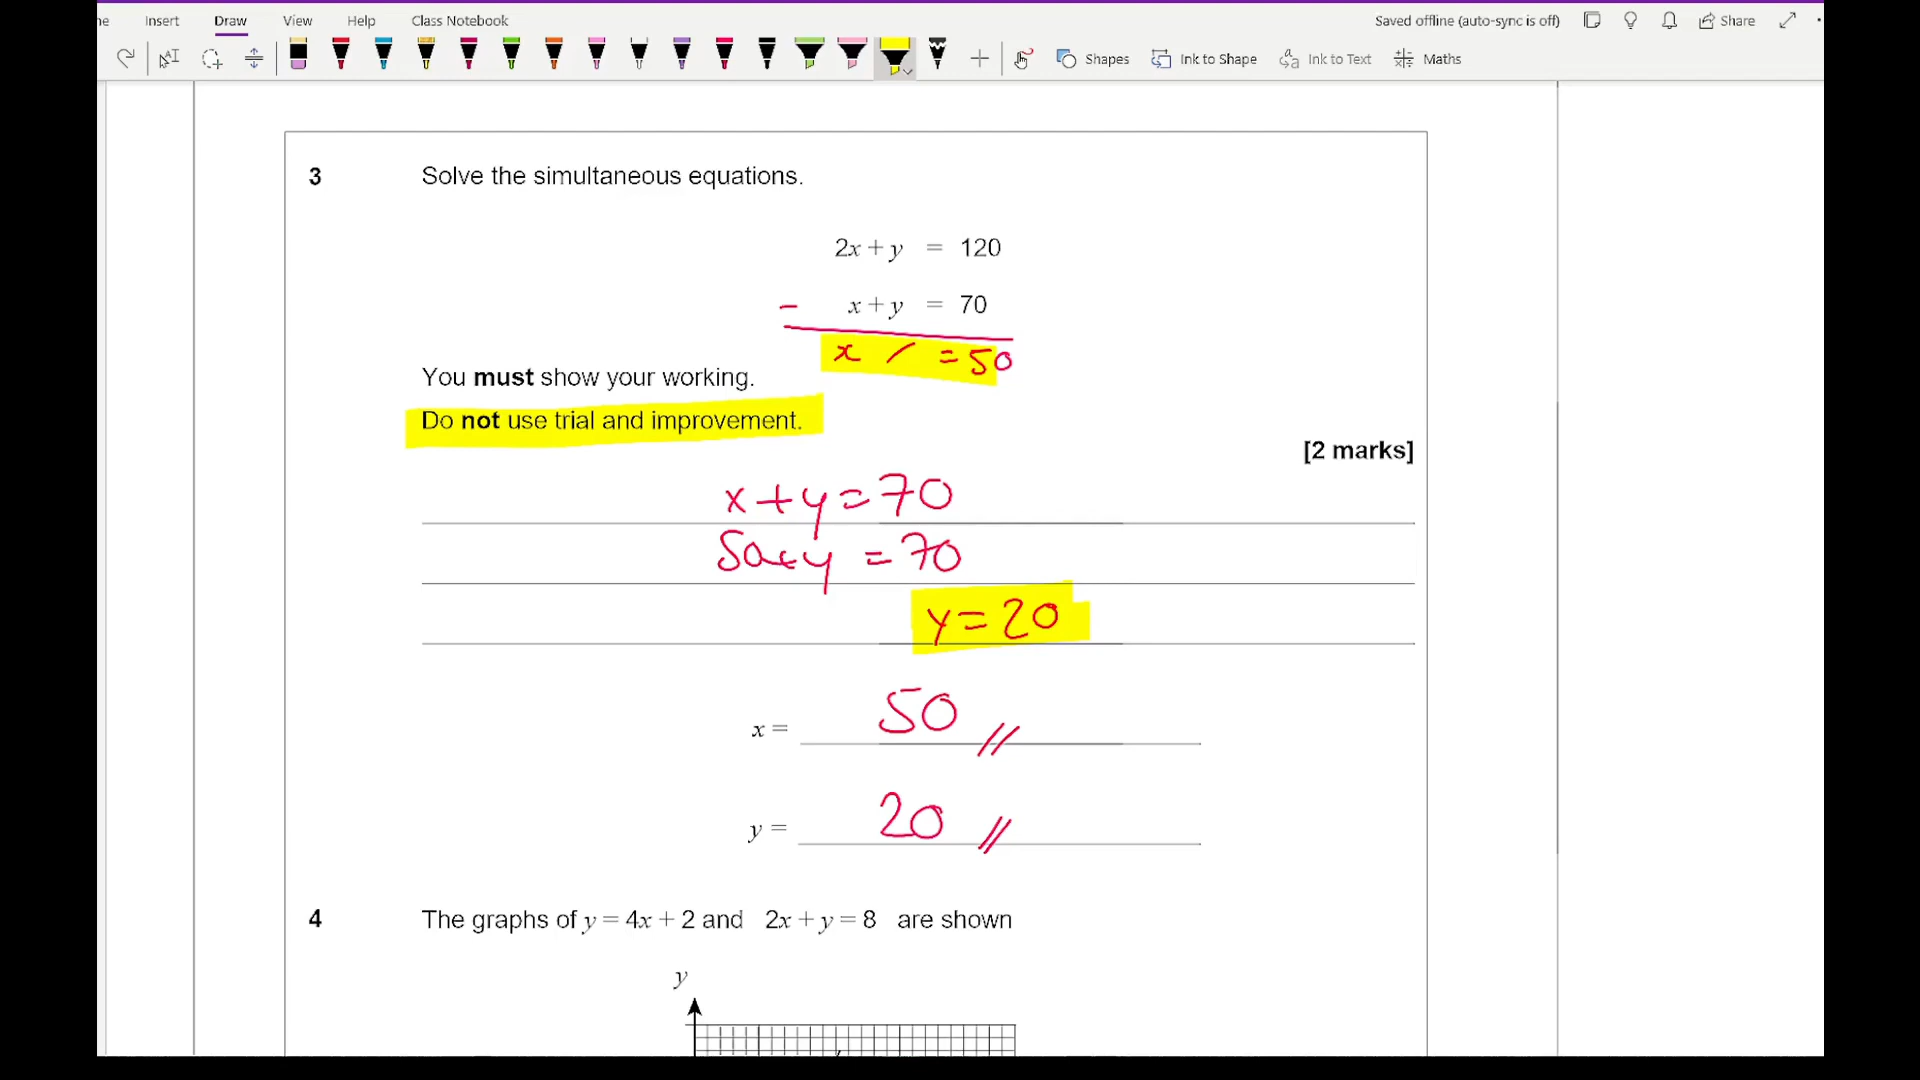 Insert Draw View Help Class Notebook Saved offline (auto-sync is off) Share
Shapes Ink to Shape Ink to Text Maths
3 Solve the simultaneous equations.
2x + y = 120
- x + y = 70
x / = 50
You must show your working.
Do not use trial and improvement.
[2 marks]
x + y = 70
50 + y = 70
y = 20
x = 50 //
y = 20 //
4 The graphs of y = 4x + 2 and 2x + y = 8 are shown
y